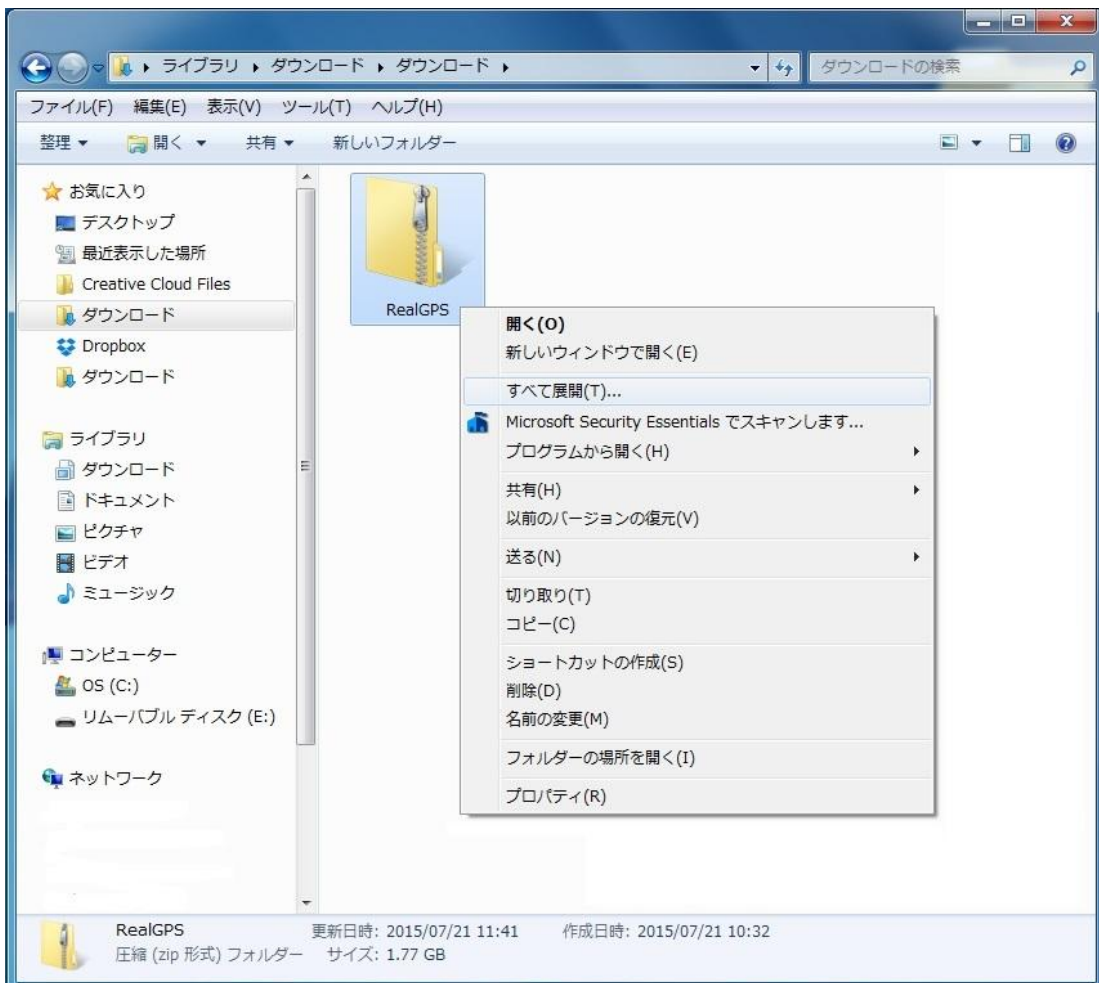 ライブラリ ダウンロード ダウンロード
ダウンロードの検索
ファイル(F) 編集(E) 表示(V) ツール(T) ヘルプ(H)
整理 開く 共有 新しいフォルダー
お気に入り
デスクトップ
最近表示した場所
Creative Cloud Files
ダウンロード
Dropbox
ダウンロード
ライブラリ
ダウンロード
ドキュメント
ピクチャ
ビデオ
ミュージック
コンピューター
OS (C:)
リムーバブル ディスク (E:)
ネットワーク
RealGPS
開く(O)
新しいウィンドウで開く(E)
すべて展開(T)...
Microsoft Security Essentials でスキャンします...
プログラムから開く(H)
共有(H)
以前のバージョンの復元(V)
送る(N)
切り取り(T)
コピー(C)
ショートカットの作成(S)
削除(D)
名前の変更(M)
フォルダーの場所を開く(I)
プロパティ(R)
RealGPS 更新日時: 2015/07/21 11:41 作成日時: 2015/07/21 10:32
圧縮 (zip 形式) フォルダー サイズ: 1.77 GB